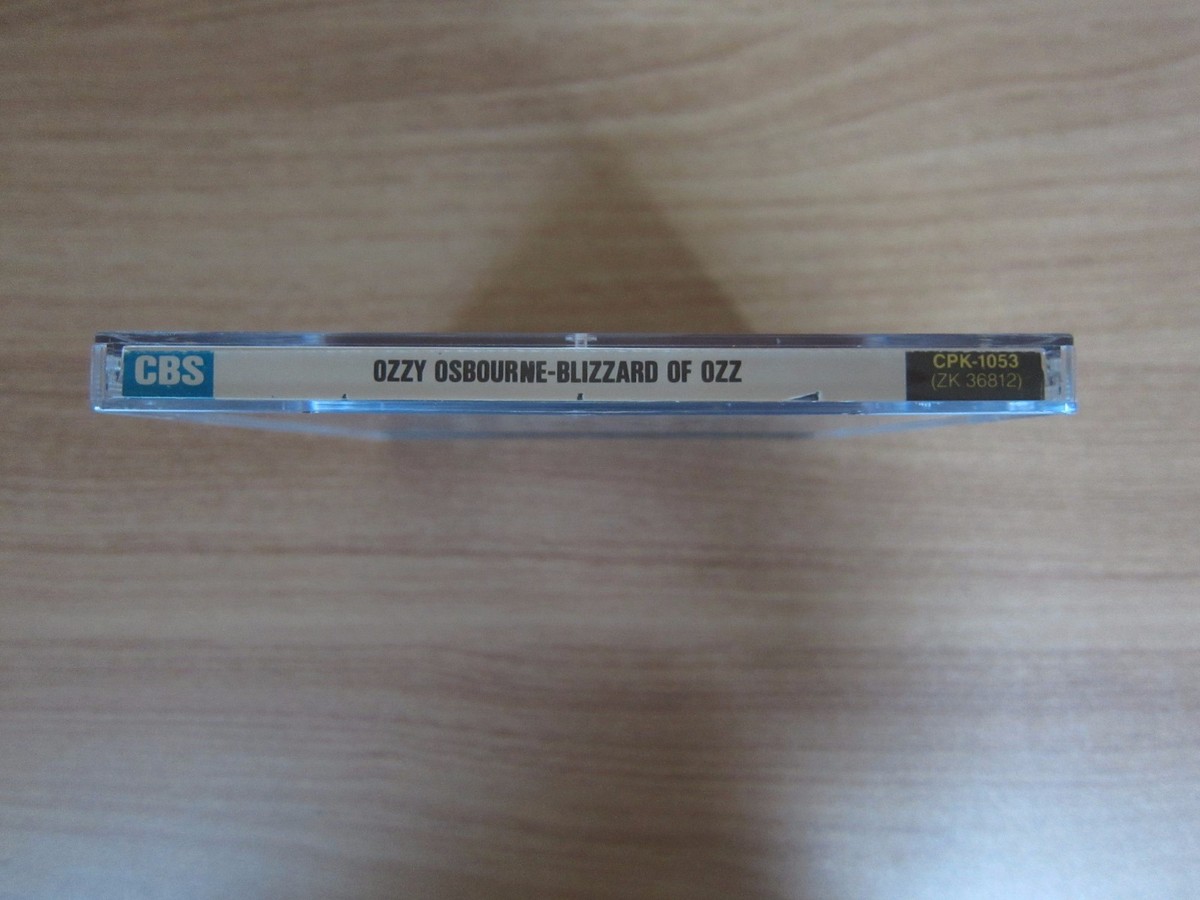 CBS
OZZY OSBOURNE-BLIZZARD OF OZZ
CPK-1053
(ZK 36812)